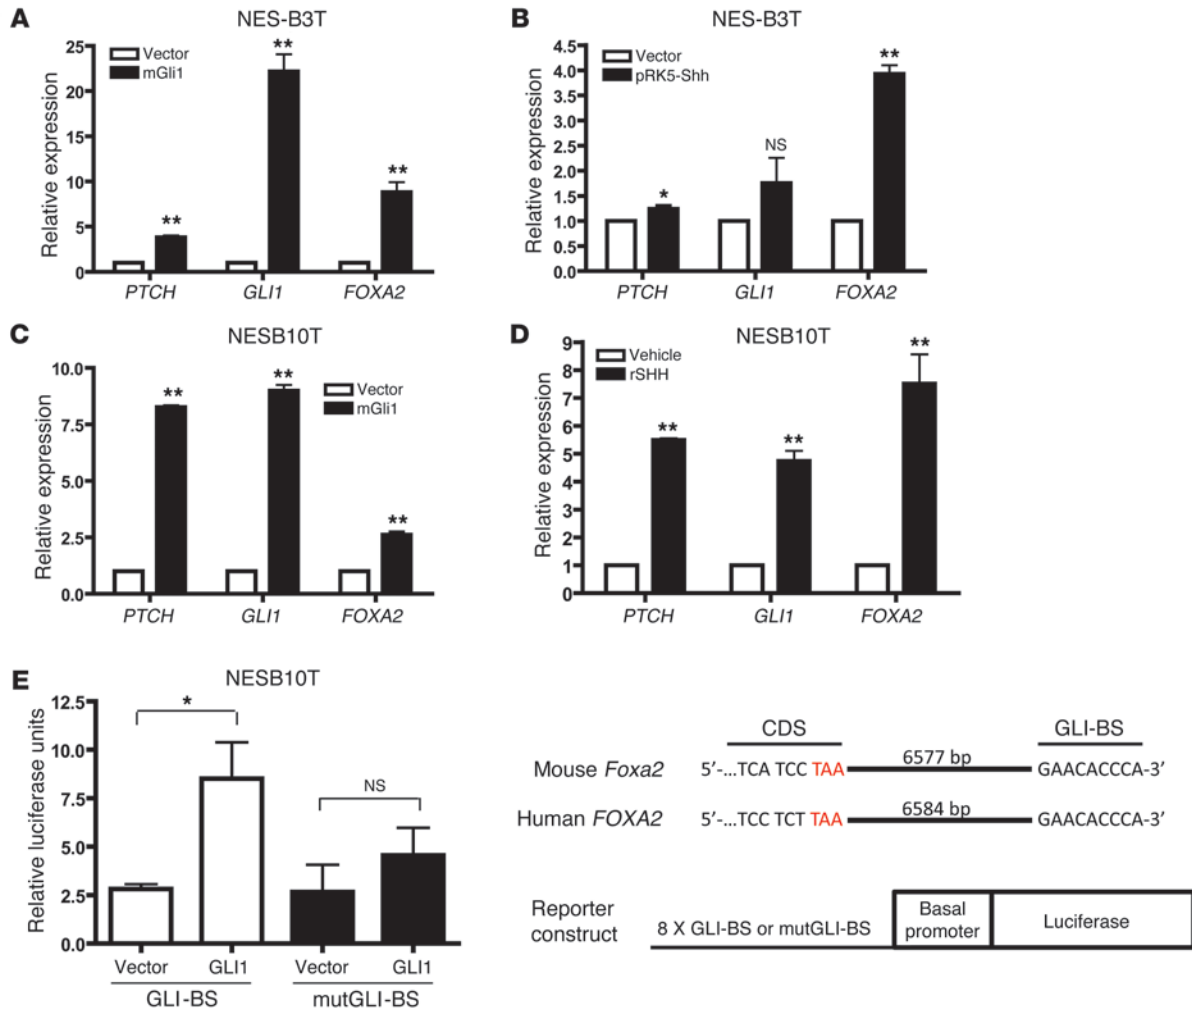 A
NES-B3T
Vector
mGli1
Relative expression
25
20
15
10
5
0
**
**
**
PTCH
GLI1
FOXA2
B
NES-B3T
Vector
pRK5-Shh
Relative expression
4.5
4.0
3.5
3.0
2.5
2.0
1.5
1.0
0.5
0.0
*
NS
**
PTCH
GLI1
FOXA2
C
NESB10T
Vector
mGli1
Relative expression
10.0
7.5
5.0
2.5
0.0
**
**
**
PTCH
GLI1
FOXA2
D
NESB10T
Vehicle
rSHH
Relative expression
9
8
7
6
5
4
3
2
1
0
**
**
**
PTCH
GLI1
FOXA2
E
NESB10T
Relative luciferase units
12.5
10.0
7.5
5.0
2.5
0.0
*
NS
Vector
GLI1
Vector
GLI1
GLI-BS
mutGLI-BS
CDS
GLI-BS
Mouse Foxa2
5’-...TCA TCC TAA
6577 bp
GAACACCCA-3’
Human FOXA2
5’-...TCC TCT TAA
6584 bp
GAACACCCA-3’
Reporter
construct
8 X GLI-BS or mutGLI-BS
Basal
promoter
Luciferase